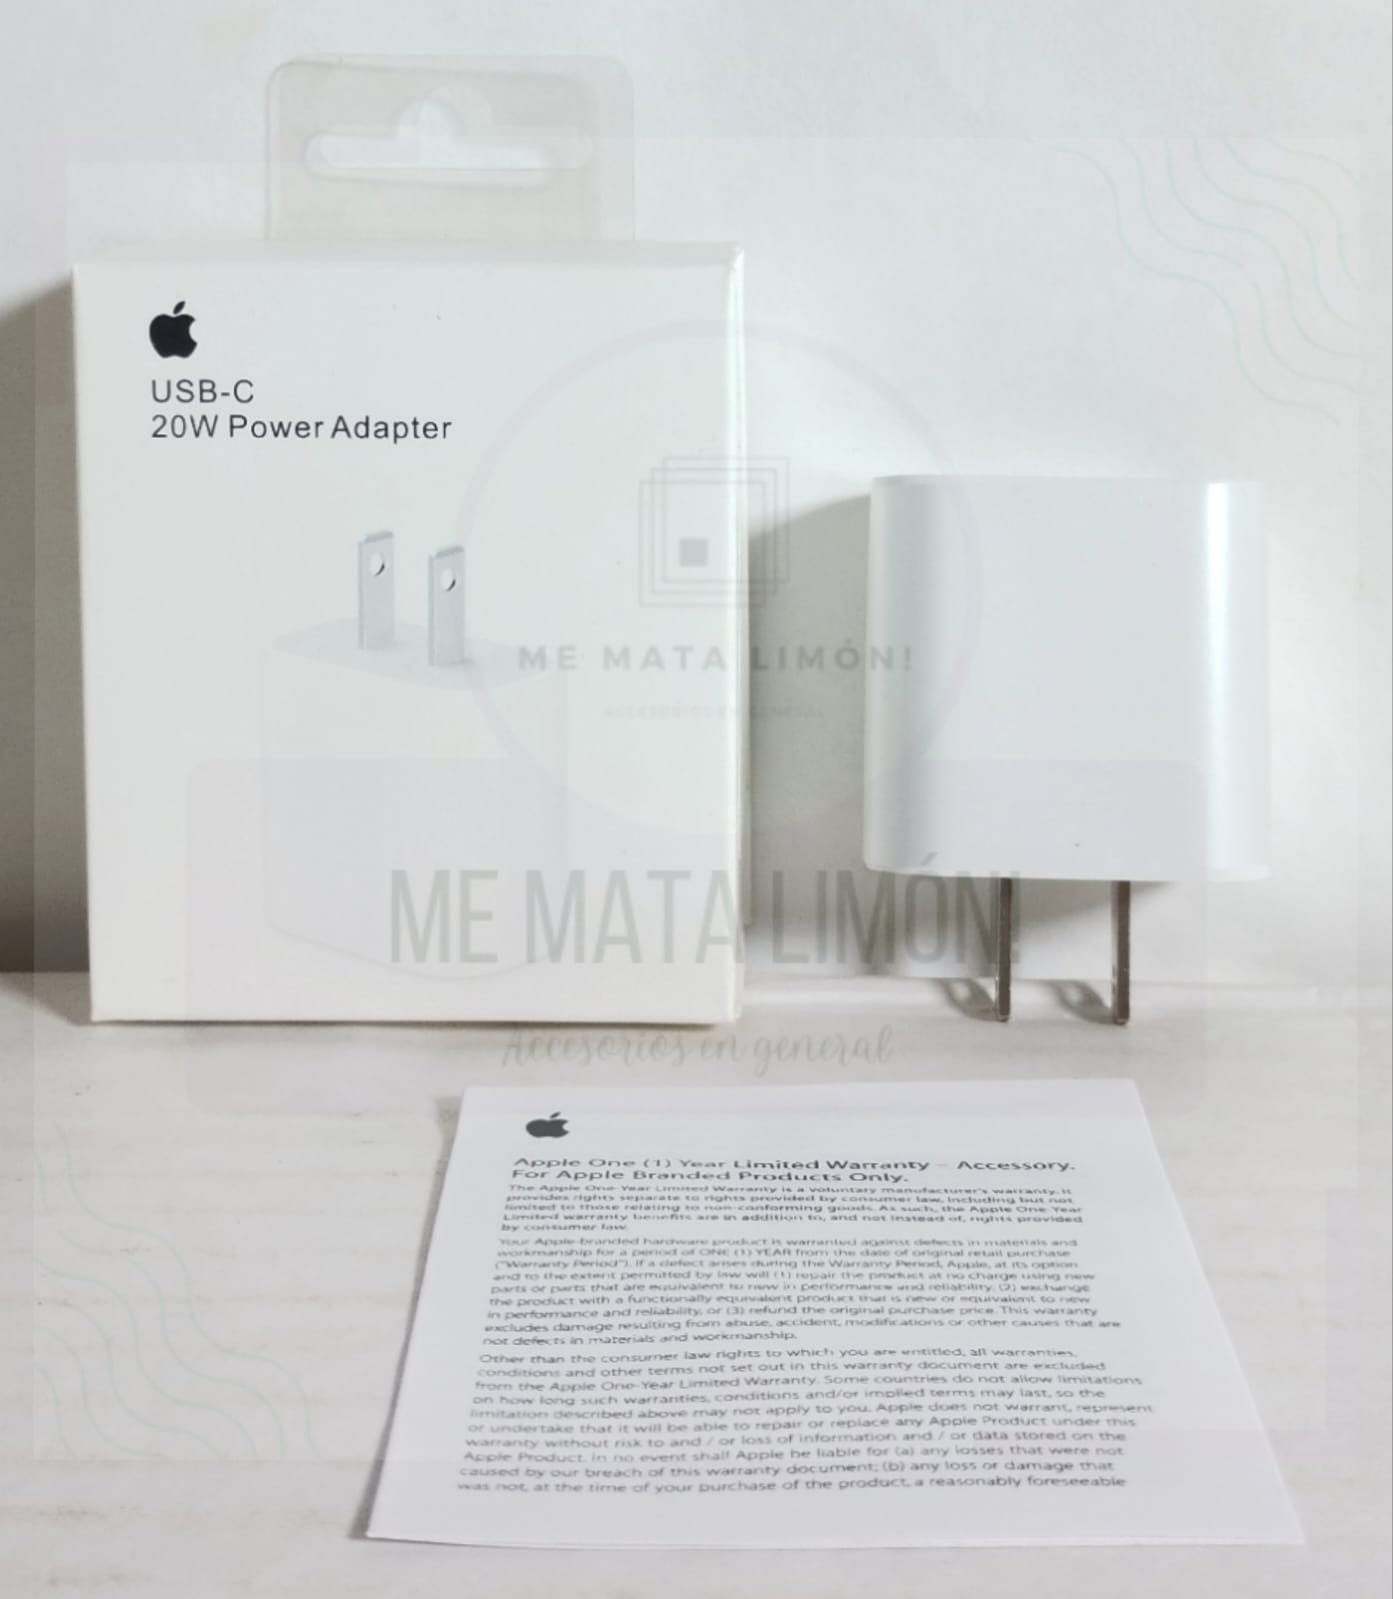 USB-C
20W Power Adapter
ME MATA LIMÓN!
ACCESORIOS EN GENERAL
ME MATA LIMÓN!
Accesorios en general
Apple One (1) Year Limited Warranty – Accessory.
For Apple Branded Products Only.
The Apple One-Year Limited Warranty is a voluntary manufacturer's warranty. It
provides rights separate to rights provided by consumer law, including but not
limited to those relating to non-conforming goods. As such, the Apple One-Year
Limited warranty benefits are in addition to, and not instead of, rights provided
by consumer law.
Your Apple-branded hardware product is warranted against defects in materials and
workmanship for a period of ONE (1) YEAR from the date of original retail purchase
("Warranty Period"). If a defect arises during the Warranty Period, Apple, at its option
and to the extent permitted by law will (1) repair the product at no charge using new
parts or parts that are equivalent to new in performance and reliability, (2) exchange
the product with a functionally equivalent product that is new or equivalent to new
in performance and reliability, or (3) refund the original purchase price. This warranty
excludes damage resulting from abuse, accident, modifications or other causes that are
not defects in materials and workmanship.
Other than the consumer law rights to which you are entitled, all warranties,
conditions and other terms not set out in this warranty document are excluded
from the Apple One-Year Limited Warranty. Some countries do not allow limitations
on how long such warranties, conditions and/or implied terms may last, so the
limitation described above may not apply to you. Apple does not warrant, represent
or undertake that it will be able to repair or replace any Apple Product under this
warranty without risk to and / or loss of information and / or data stored on the
Apple Product. In no event shall Apple be liable for (a) any losses that were not
caused by our breach of this warranty document; (b) any loss or damage that
was not, at the time of your purchase of the product, a reasonably foreseeable